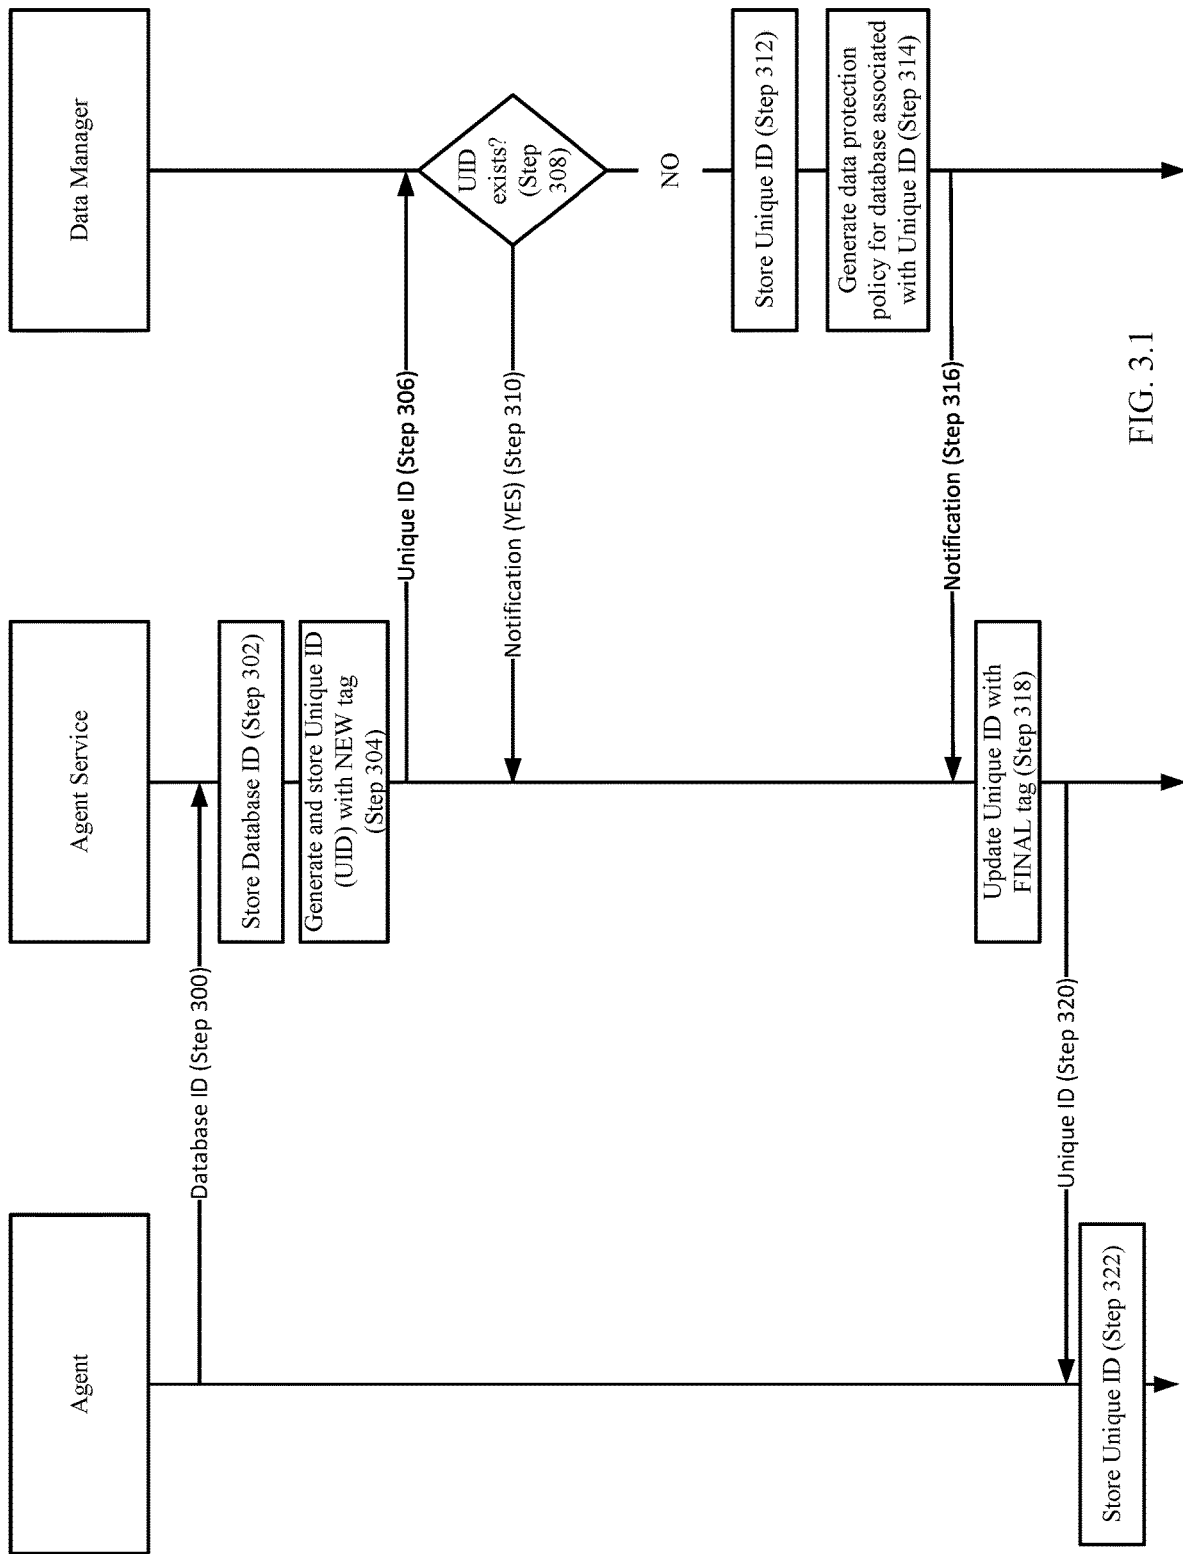 Agent
Agent Service
Data Manager
Database ID (Step 300)
Store Database ID (Step 302)
Generate and store Unique ID
(UID) with NEW tag
(Step 304)
Unique ID (Step 306)
UID
exists?
(Step
308)
Notification (YES) (Step 310)
NO
Store Unique ID (Step 312)
Generate data protection
policy for database associated
with Unique ID (Step 314)
Notification (Step 316)
Update Unique ID with
FINAL tag (Step 318)
Unique ID (Step 320)
Store Unique ID (Step 322)
FIG. 3.1